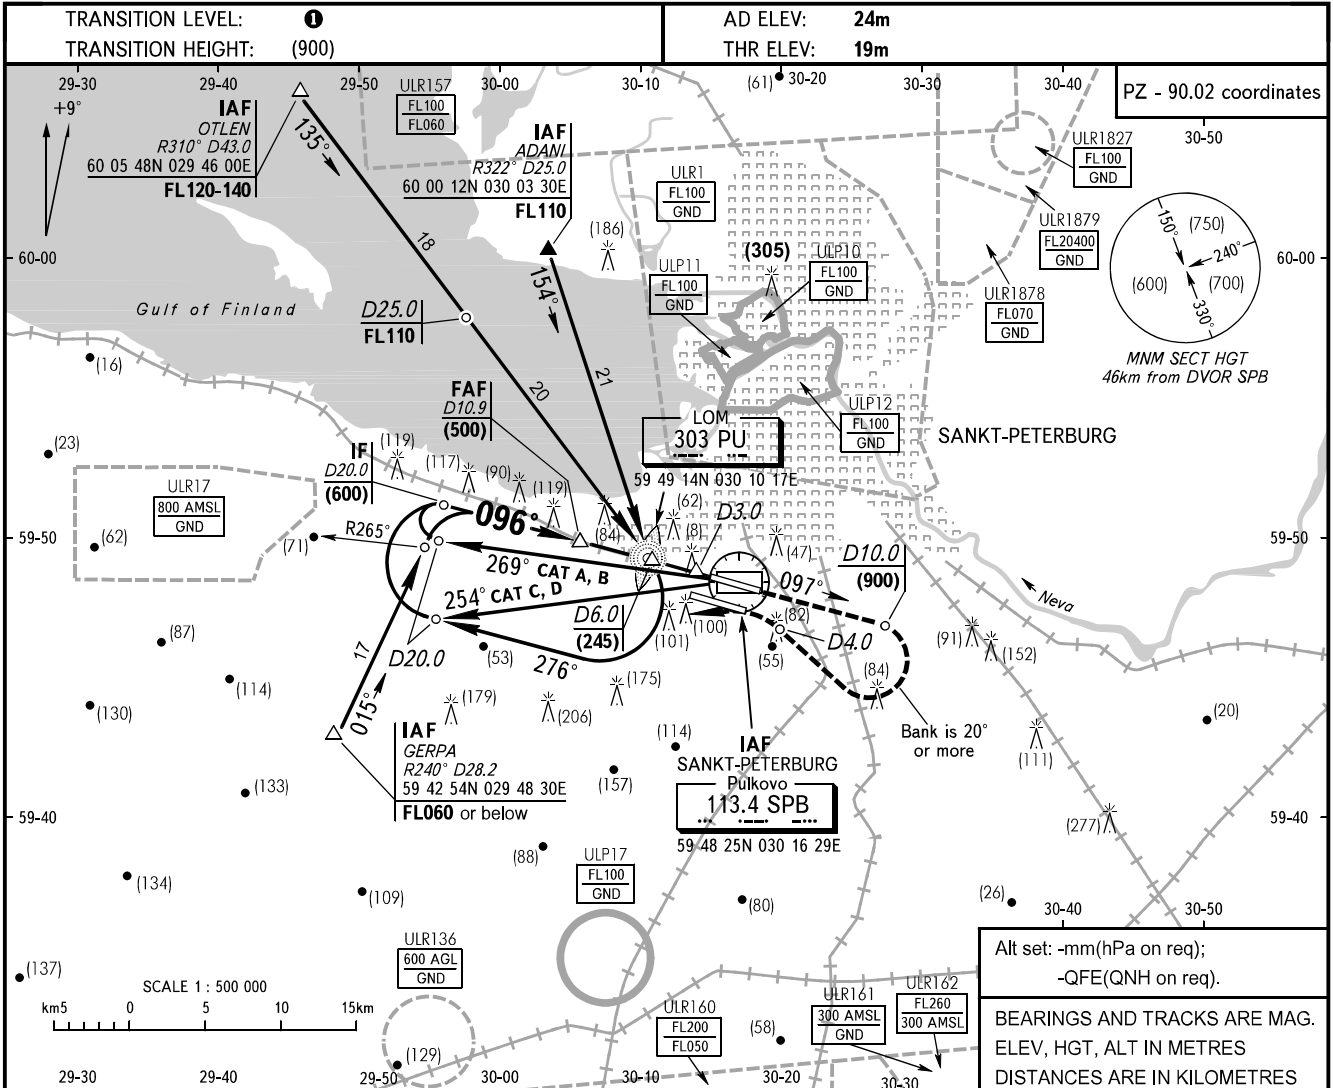 TRANSITION LEVEL: ❶
TRANSITION HEIGHT: (900)
AD ELEV: 24m
THR ELEV: 19m
29-30
29-40
29-50
30-00
30-10
30-20
30-30
30-40
(61)
PZ - 90.02 coordinates
30-50
+9°
IAF
OTLEN
R310° D43.0
60 05 48N 029 46 00E
FL120-140
135°
ULR157
FL100
FL060
IAF
ADANI
R322° D25.0
60 00 12N 030 03 30E
FL110
ULR1
FL100
GND
ULR1827
FL100
GND
ULR1879
FL20400
GND
ULR1878
FL070
GND
150°
(750)
240°
(600)
(700)
330°
MNM SECT HGT
46km from DVOR SPB
60-00
60-00
18
(186)
(305)
ULP10
FL100
GND
ULP11
FL100
GND
154°
Gulf of Finland
D25.0
FL110
(16)
20
21
FAF
D10.9
(500)
ULP12
FL100
GND
LOM
303 PU
59 49 14N 030 10 17E
SANKT-PETERBURG
(23)
IF
D20.0
(600)
(119)
(117)
(90)
(119)
(62)
ULR17
800 AMSL
GND
096°
(84)
(8)
D3.0
R265°
(71)
(62)
59-50
59-50
(47)
D10.0
(900)
269° CAT A, B
254° CAT C, D
097°
Neva
D6.0
(245)
(101)
(100)
(82)
D4.0
(91)
(152)
(87)
D20.0
(53)
276°
(55)
(84)
17
015°
(114)
(130)
(179)
(206)
(175)
Bank is 20°
or more
(20)
(114)
(111)
IAF
GERPA
R240° D28.2
59 42 54N 029 48 30E
FL060 or below
IAF
SANKT-PETERBURG
Pulkovo
113.4 SPB
59 48 25N 030 16 29E
(157)
(133)
59-40
59-40
(277)
(88)
ULP17
FL100
GND
(134)
(109)
(80)
(26)
30-40
30-50
ULR136
600 AGL
GND
Alt set: -mm(hPa on req);
-QFE(QNH on req).
(137)
SCALE 1 : 500 000
km5 0 5 10 15km
ULR160
FL200
FL050
(58)
ULR161
300 AMSL
GND
ULR162
FL260
300 AMSL
BEARINGS AND TRACKS ARE MAG.
ELEV, HGT, ALT IN METRES
DISTANCES ARE IN KILOMETRES
(129)
29-30
29-40
29-50
30-00
30-10
30-20
30-30